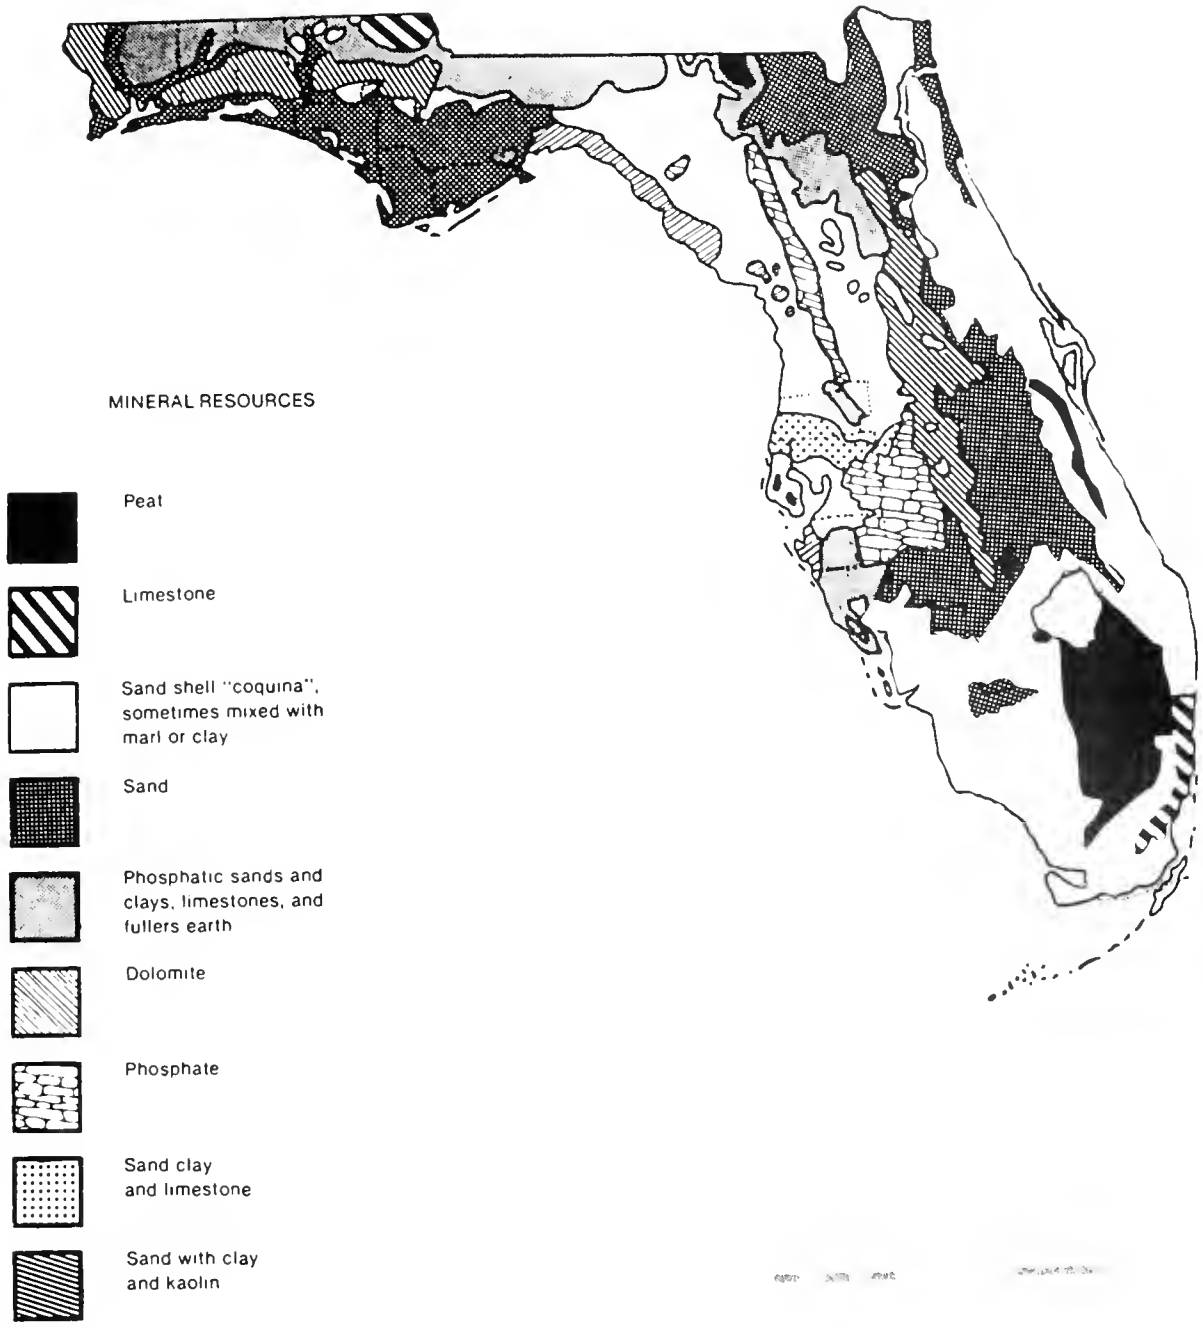 MINERAL RESOURCES
Peat
Limestone
Sand shell "coquina",
sometimes mixed with
marl or clay
Sand
Phosphatic sands and
clays, limestones, and
fullers earth
Dolomite
Phosphate
Sand clay
and limestone
Sand with clay
and kaolin